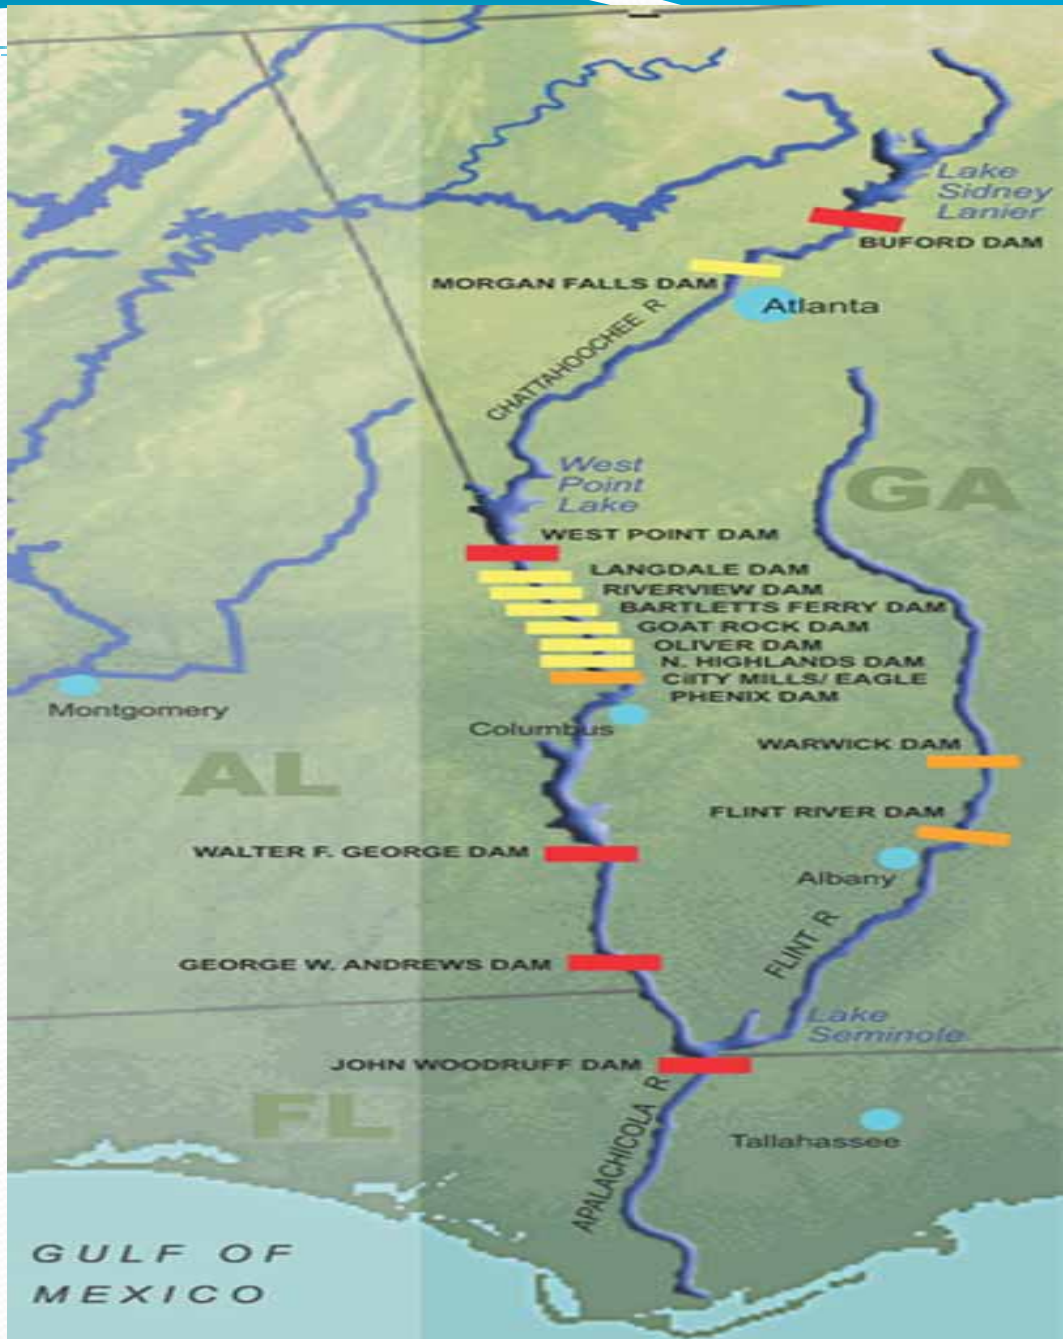 Lake
Sidney
Lanier
BUFORD DAM
MORGAN FALLS DAM
Atlanta
CHATTAHOOCHEE R
West
Point
Lake
GA
WEST POINT DAM
LANGDALE DAM
RIVERVIEW DAM
BARTLETTS FERRY DAM
GOAT ROCK DAM
OLIVER DAM
N. HIGHLANDS DAM
CIITY MILLS/ EAGLE
PHENIX DAM
Montgomery
Columbus
WARWICK DAM
AL
FLINT RIVER DAM
WALTER F. GEORGE DAM
Albany
FLINT R
GEORGE W. ANDREWS DAM
Lake
Seminole
JOHN WOODRUFF DAM
FL
APALACHICOLA R
Tallahassee
GULF OF
MEXICO